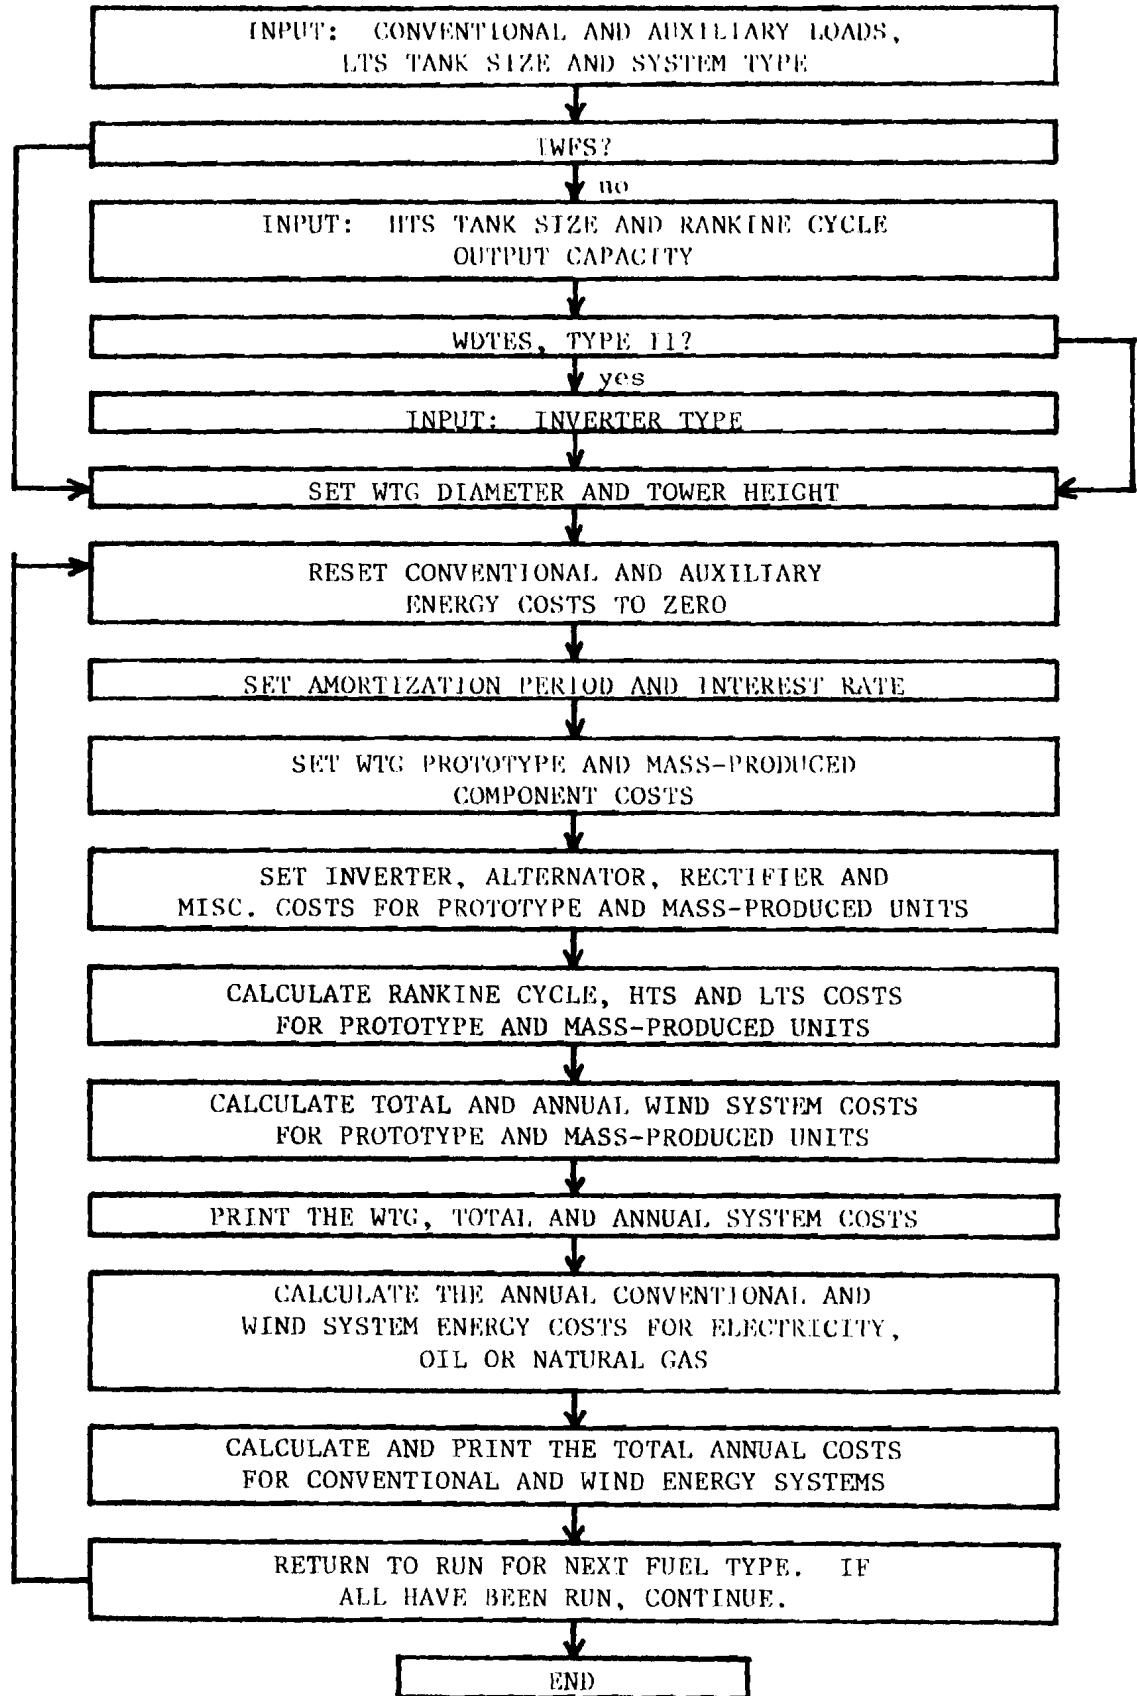 INPUT: CONVENTIONAL AND AUXILIARY LOADS,
LTS TANK SIZE AND SYSTEM TYPE
IWFS?
no
INPUT: HTS TANK SIZE AND RANKINE CYCLE
OUTPUT CAPACITY
WDTES, TYPE II?
yes
INPUT: INVERTER TYPE
SET WTG DIAMETER AND TOWER HEIGHT
RESET CONVENTIONAL AND AUXILIARY
ENERGY COSTS TO ZERO
SET AMORTIZATION PERIOD AND INTEREST RATE
SET WTG PROTOTYPE AND MASS-PRODUCED
COMPONENT COSTS
SET INVERTER, ALTERNATOR, RECTIFIER AND
MISC. COSTS FOR PROTOTYPE AND MASS-PRODUCED UNITS
CALCULATE RANKINE CYCLE, HTS AND LTS COSTS
FOR PROTOTYPE AND MASS-PRODUCED UNITS
CALCULATE TOTAL AND ANNUAL WIND SYSTEM COSTS
FOR PROTOTYPE AND MASS-PRODUCED UNITS
PRINT THE WTG, TOTAL AND ANNUAL SYSTEM COSTS
CALCULATE THE ANNUAL CONVENTIONAL AND
WIND SYSTEM ENERGY COSTS FOR ELECTRICITY,
OIL OR NATURAL GAS
CALCULATE AND PRINT THE TOTAL ANNUAL COSTS
FOR CONVENTIONAL AND WIND ENERGY SYSTEMS
RETURN TO RUN FOR NEXT FUEL TYPE. IF
ALL HAVE BEEN RUN, CONTINUE.
END